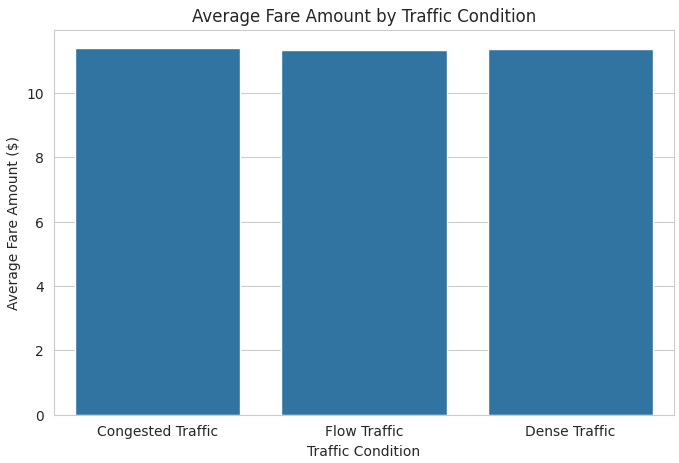 Average Fare Amount by Traffic Condition
Average Fare Amount ($)
10
8
6
4
2
0
Congested Traffic
Flow Traffic
Dense Traffic
Traffic Condition